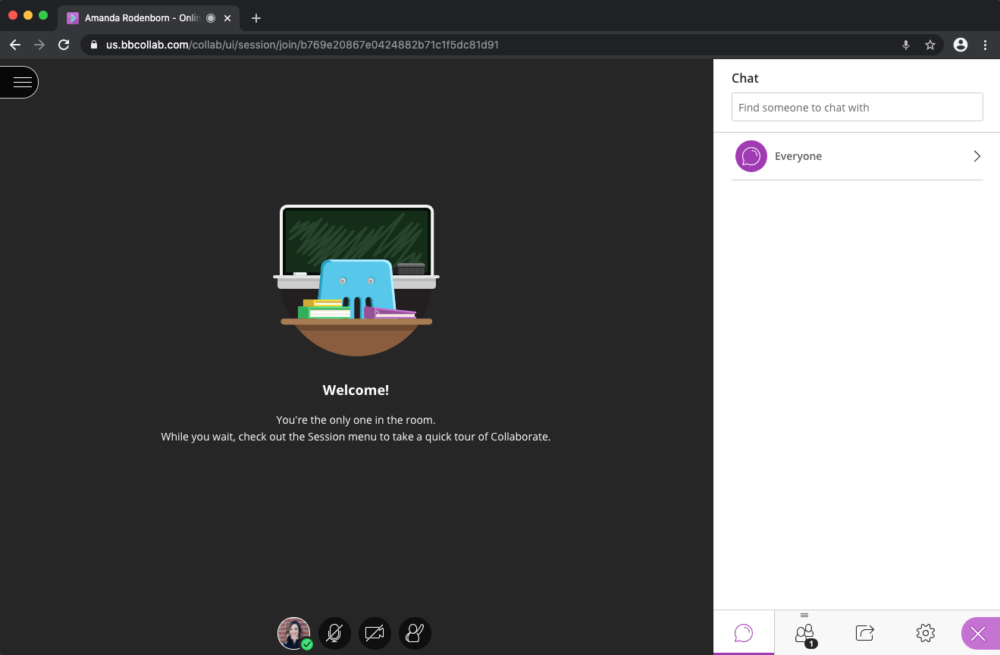 Amanda Rodenborn - Onlin
us.bbcollab.com/collab/ui/session/join/b769e20867e0424882b71c1f5dc81d91
Chat
Find someone to chat with
Everyone
Welcome!
You're the only one in the room.
While you wait, check out the Session menu to take a quick tour of Collaborate.
1